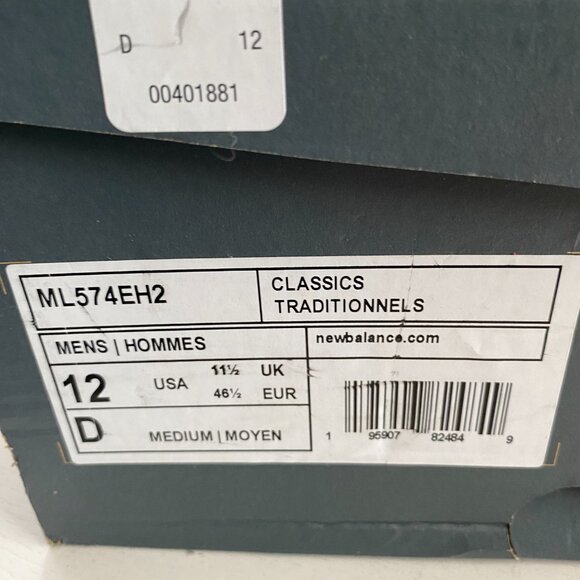 D 12
00401881
ML574EH2
CLASSICS
TRADITIONNELS
MENS | HOMMES
newbalance.com
12 USA 11½ UK
46½ EUR
D MEDIUM | MOYEN
1 95907 82484 9